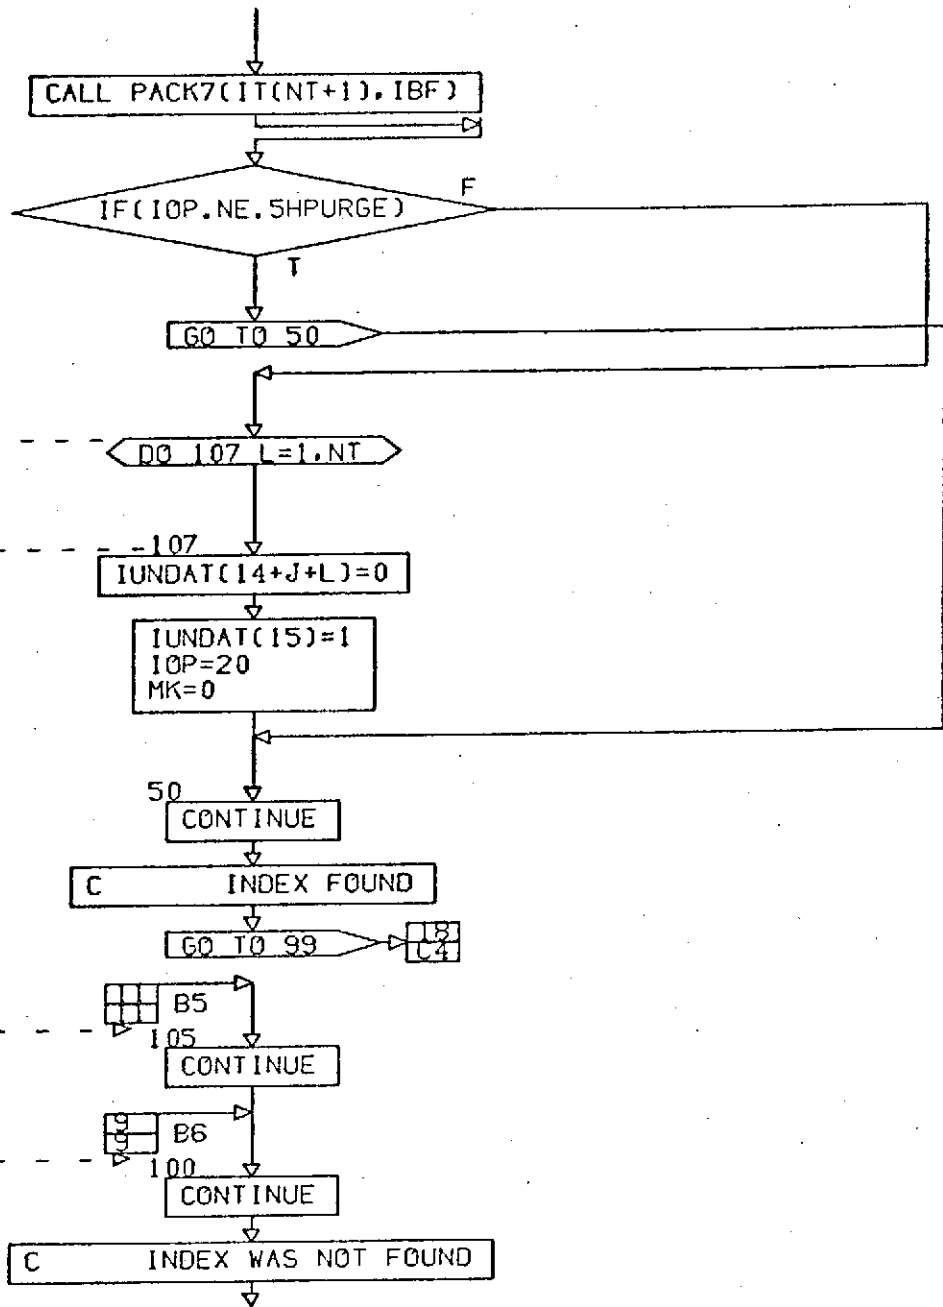 CALL PACK7(IT(NT+1).IBF)
F
IF(IOP.NE.5HPURGE)
T
GO TO 50
DO 107 L=1.NT
107
IUNDAT(14+J+L)=0
IUNDAT(15)=1
IOP=20
MK=0
50
CONTINUE
C INDEX FOUND
GO TO 99
18
C4
B5
105
CONTINUE
9
9
B6
100
CONTINUE
C INDEX WAS NOT FOUND